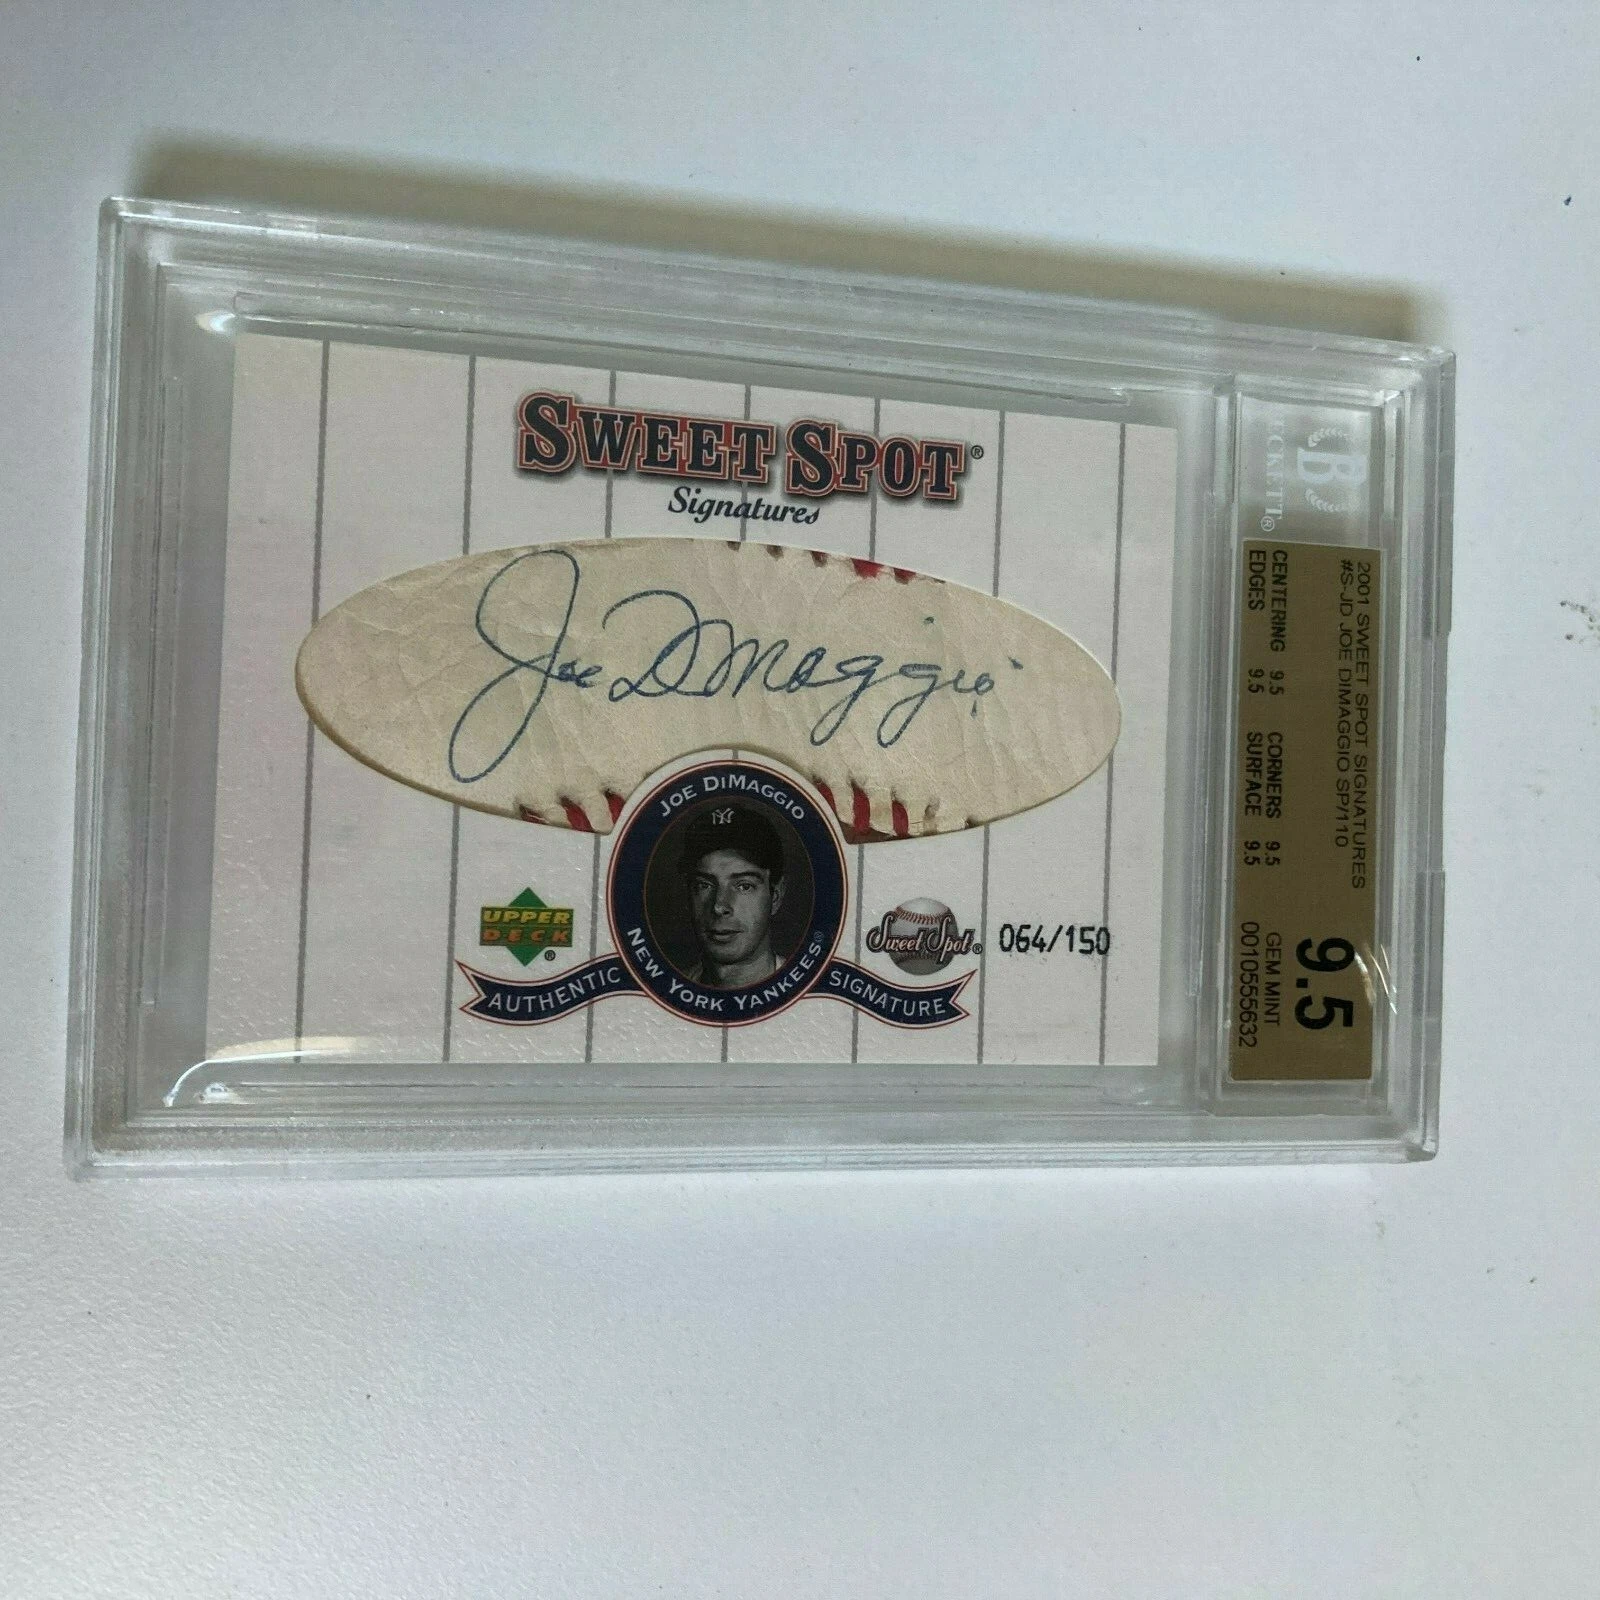 SWEET SPOT®
Signatures
Joe DiMaggio
JOE DIMAGGIO
NY
NEW YORK YANKEES®
UPPER
DECK®
AUTHENTIC
SIGNATURE
Sweet Spot®
064/150
B
BECKETT®
2001 SWEET SPOT SIGNATURES
#S-JD JOE DIMAGGIO SP/110
CENTERING 9.5 CORNERS 9.5
EDGES 9.5 SURFACE 9.5
9.5
GEM MINT
0010555632